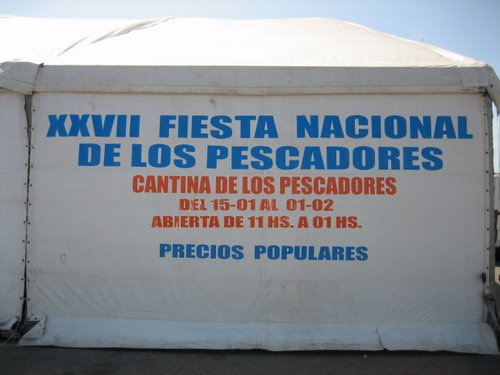 XXVII FIESTA NACIONAL
DE LOS PESCADORES
CANTINA DE LOS PESCADORES
DEL 15-01 AL 01-02
ABIERTA DE 11 HS. A 01 HS.
PRECIOS POPULARES